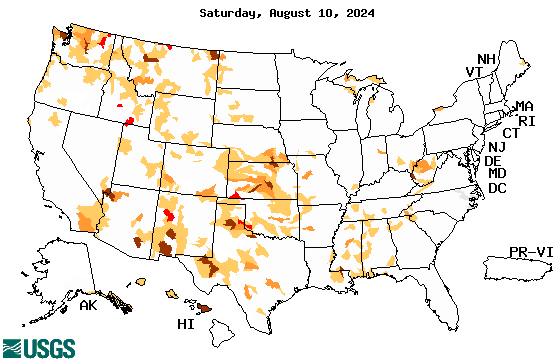 Saturday, August 10, 2024
NH
VT
MA
RI
CT
NJ
DE
MD
DC
PR-VI
AK
HI
USGS